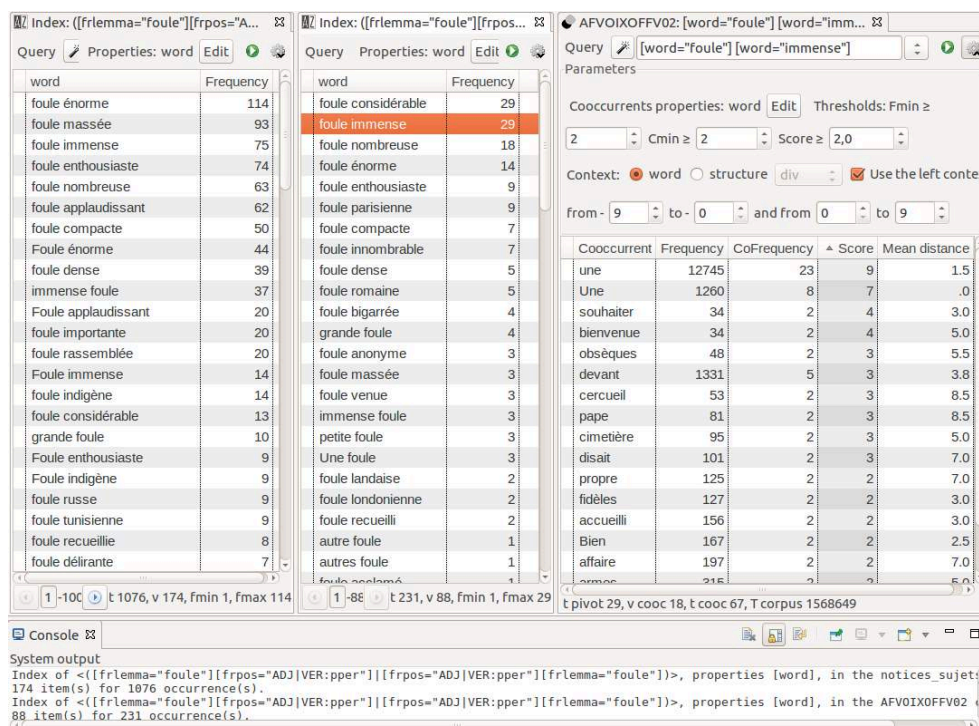 Index: ([frlemma="foule"][frpos="A...
Query Properties: word Edit
word Frequency
foule énorme 114
foule massée 93
foule immense 75
foule enthousiaste 74
foule nombreuse 63
foule applaudissant 62
foule compacte 50
Foule énorme 44
foule dense 39
immense foule 37
Foule applaudissant 20
foule importante 20
foule rassemblée 20
Foule immense 14
foule indigène 14
foule considérable 13
grande foule 10
Foule enthousiaste 9
Foule indigène 9
foule russe 9
foule tunisienne 9
foule recueillie 8
foule délirante 7
1 -100 t 1076, v 174, fmin 1, fmax 114
Index: ([frlemma="foule"][frpos...
Query Properties: word Edit
word Frequency
foule considérable 29
foule immense 29
foule nombreuse 18
foule énorme 14
foule enthousiaste 9
foule parisienne 9
foule compacte 7
foule innombrable 7
foule dense 5
foule romaine 5
foule bigarrée 4
grande foule 4
foule anonyme 3
foule massée 3
foule venue 3
immense foule 3
petite foule 3
Une foule 3
foule landaise 2
foule londonienne 2
foule recueilli 2
autre foule 1
autres foule 1
foule acclamé 1
1 -88 t 231, v 88, fmin 1, fmax 29
AFVOIXOFFV02: [word="foule"] [word="imm...
Query [word="foule"] [word="immense"]
Parameters
Cooccurrents properties: word Edit Thresholds: Fmin ≥
2 Cmin ≥ 2 Score ≥ 2,0
Context: word structure div Use the left conte
from - 9 to - 0 and from 0 to 9
Cooccurrent Frequency CoFrequency Score Mean distance
une 12745 23 9 1.5
Une 1260 8 7 .0
souhaiter 34 2 4 3.0
bienvenue 34 2 4 5.0
obsèques 48 2 3 5.5
devant 1331 5 3 3.8
cercueil 53 2 3 8.5
pape 81 2 3 8.5
cimetière 95 2 3 5.0
disait 101 2 3 7.0
propre 125 2 2 7.0
fidèles 127 2 2 3.0
accueilli 156 2 2 3.0
Bien 167 2 2 2.5
affaire 197 2 2 7.0
armes 315 2 2 5.0
t pivot 29, v cooc 18, t cooc 67, T corpus 1568649
Console
System output
Index of <([frlemma="foule"][frpos="ADJ|VER:pper"]|[frpos="ADJ|VER:pper"][frlemma="foule"])>, properties [word], in the notices_sujets
174 item(s) for 1076 occurrence(s).
Index of <([frlemma="foule"][frpos="ADJ|VER:pper"]|[frpos="ADJ|VER:pper"][frlemma="foule"])>, properties [word], in the AFVOIXOFFV02
88 item(s) for 231 occurrence(s).